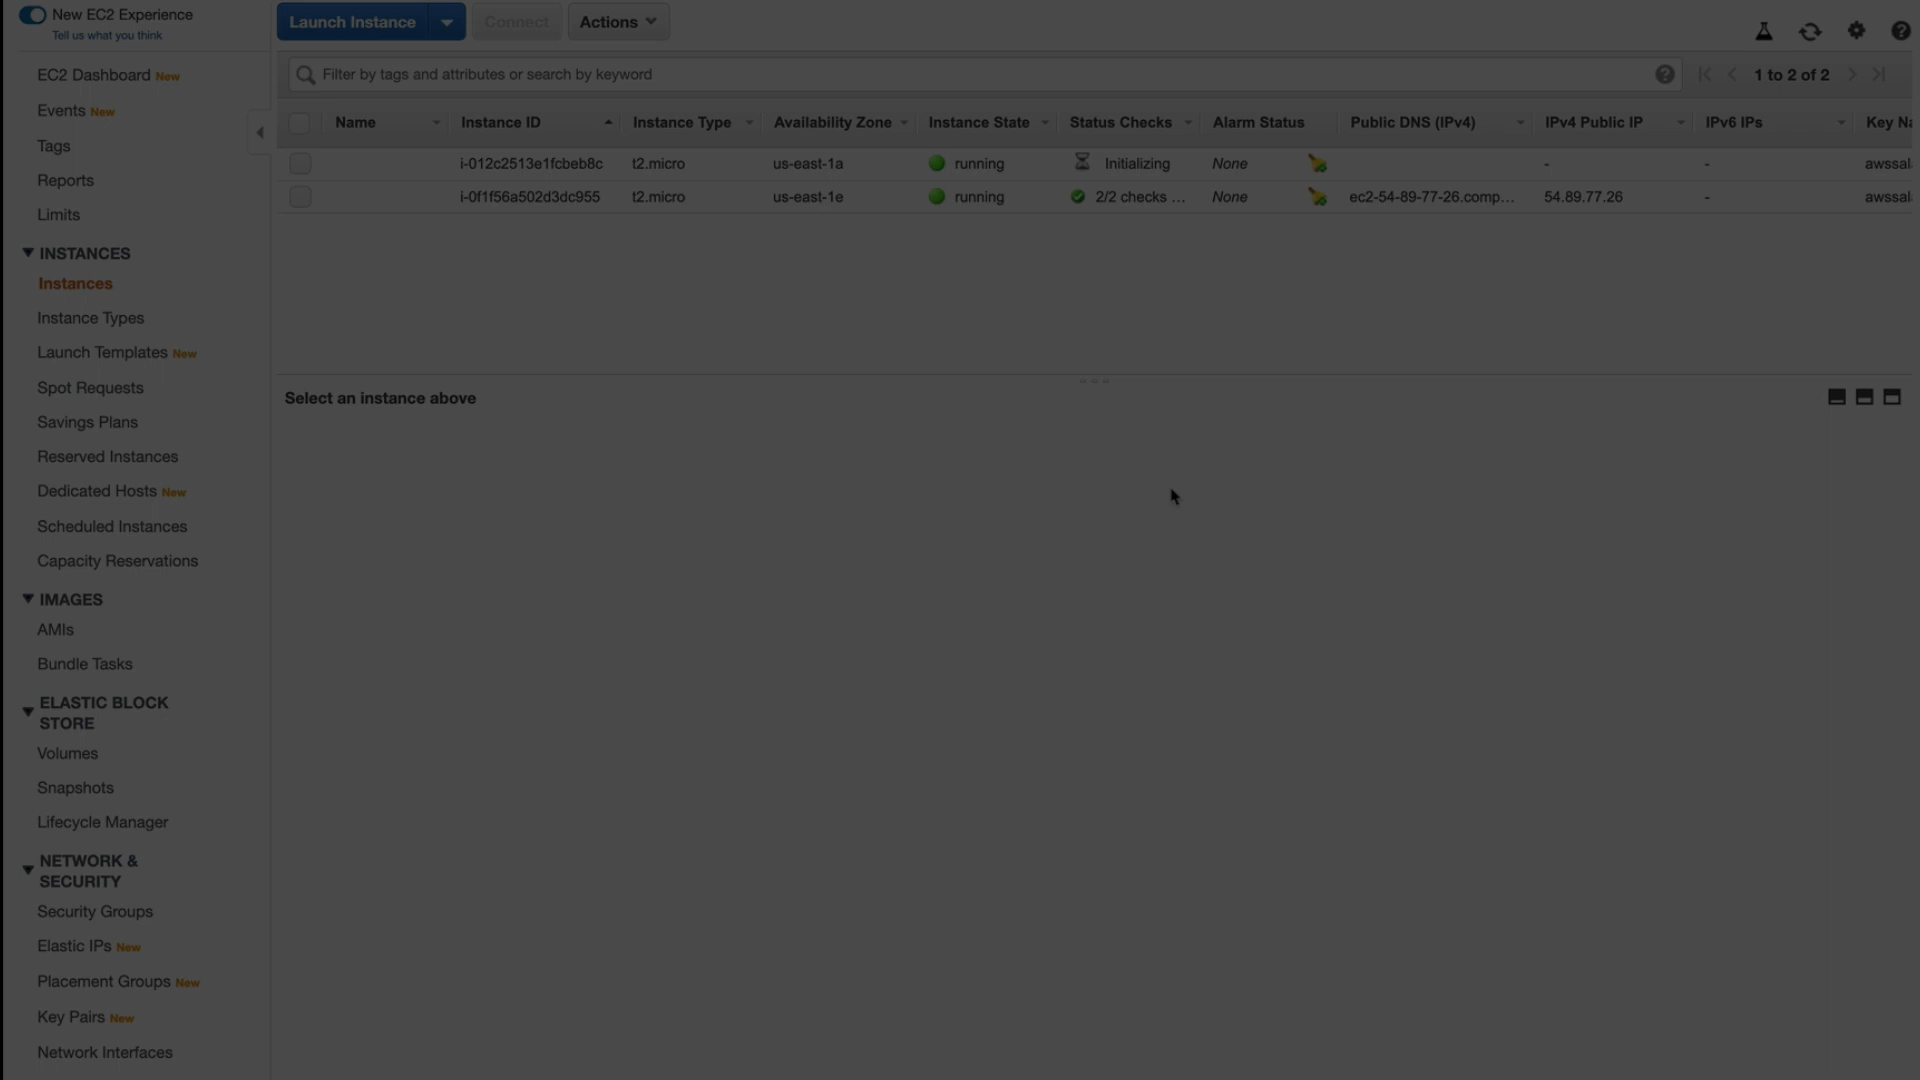 New EC2 Experience
Tell us what you think
EC2 Dashboard New
Events New
Tags
Reports
Limits
INSTANCES
Instances
Instance Types
Launch Templates New
Spot Requests
Savings Plans
Reserved Instances
Dedicated Hosts New
Scheduled Instances
Capacity Reservations
IMAGES
AMIs
Bundle Tasks
ELASTIC BLOCK
STORE
Volumes
Snapshots
Lifecycle Manager
NETWORK &
SECURITY
Security Groups
Elastic IPs New
Placement Groups New
Key Pairs New
Network Interfaces
Launch Instance Connect Actions
Filter by tags and attributes or search by keyword 1 to 2 of 2
Name Instance ID Instance Type Availability Zone Instance State Status Checks Alarm Status Public DNS (IPv4) IPv4 Public IP IPv6 IPs Key Na
i-012c2513e1fcbeb8c t2.micro us-east-1a running Initializing None - - awssal
i-0f1f56a502d3dc955 t2.micro us-east-1e running 2/2 checks ... None ec2-54-89-77-26.comp... 54.89.77.26 - awssal
Select an instance above